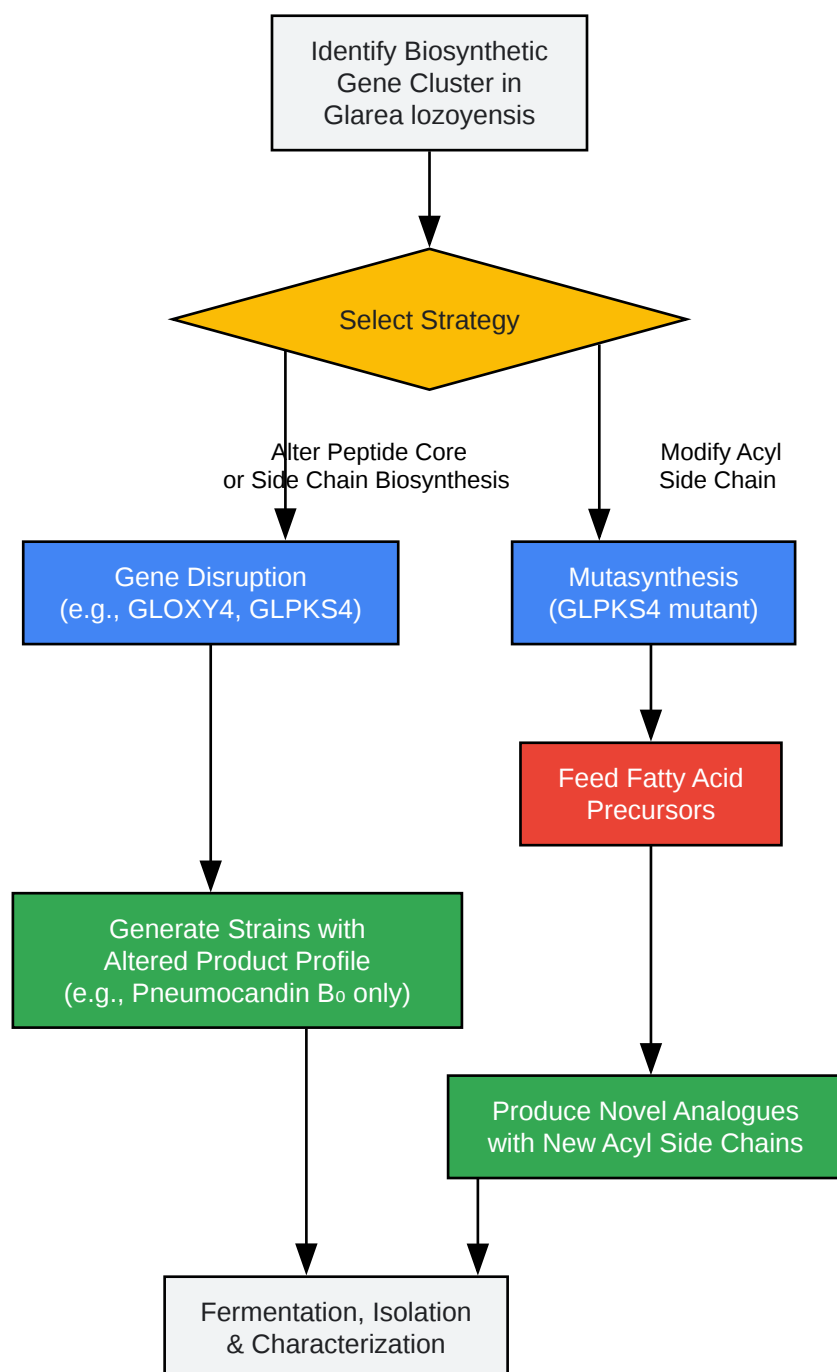 Identify Biosynthetic
Gene Cluster in
Glarea lozoyensis
Select Strategy
Alter Peptide Core
or Side Chain Biosynthesis
Modify Acyl
Side Chain
Gene Disruption
(e.g., GLOXY4, GLPKS4)
Mutasynthesis
(GLPKS4 mutant)
Feed Fatty Acid
Precursors
Generate Strains with
Altered Product Profile
(e.g., Pneumocandin B₀ only)
Produce Novel Analogues
with New Acyl Side Chains
Fermentation, Isolation
& Characterization